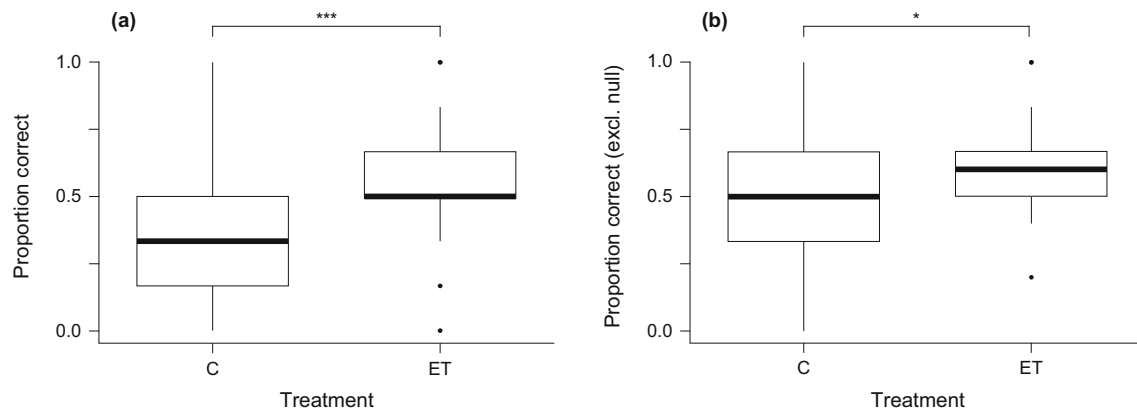 (a)
***
1.0
0.5
0.0
Proportion correct
C ET
Treatment
(b)
*
1.0
0.5
0.0
Proportion correct (excl. null)
C ET
Treatment